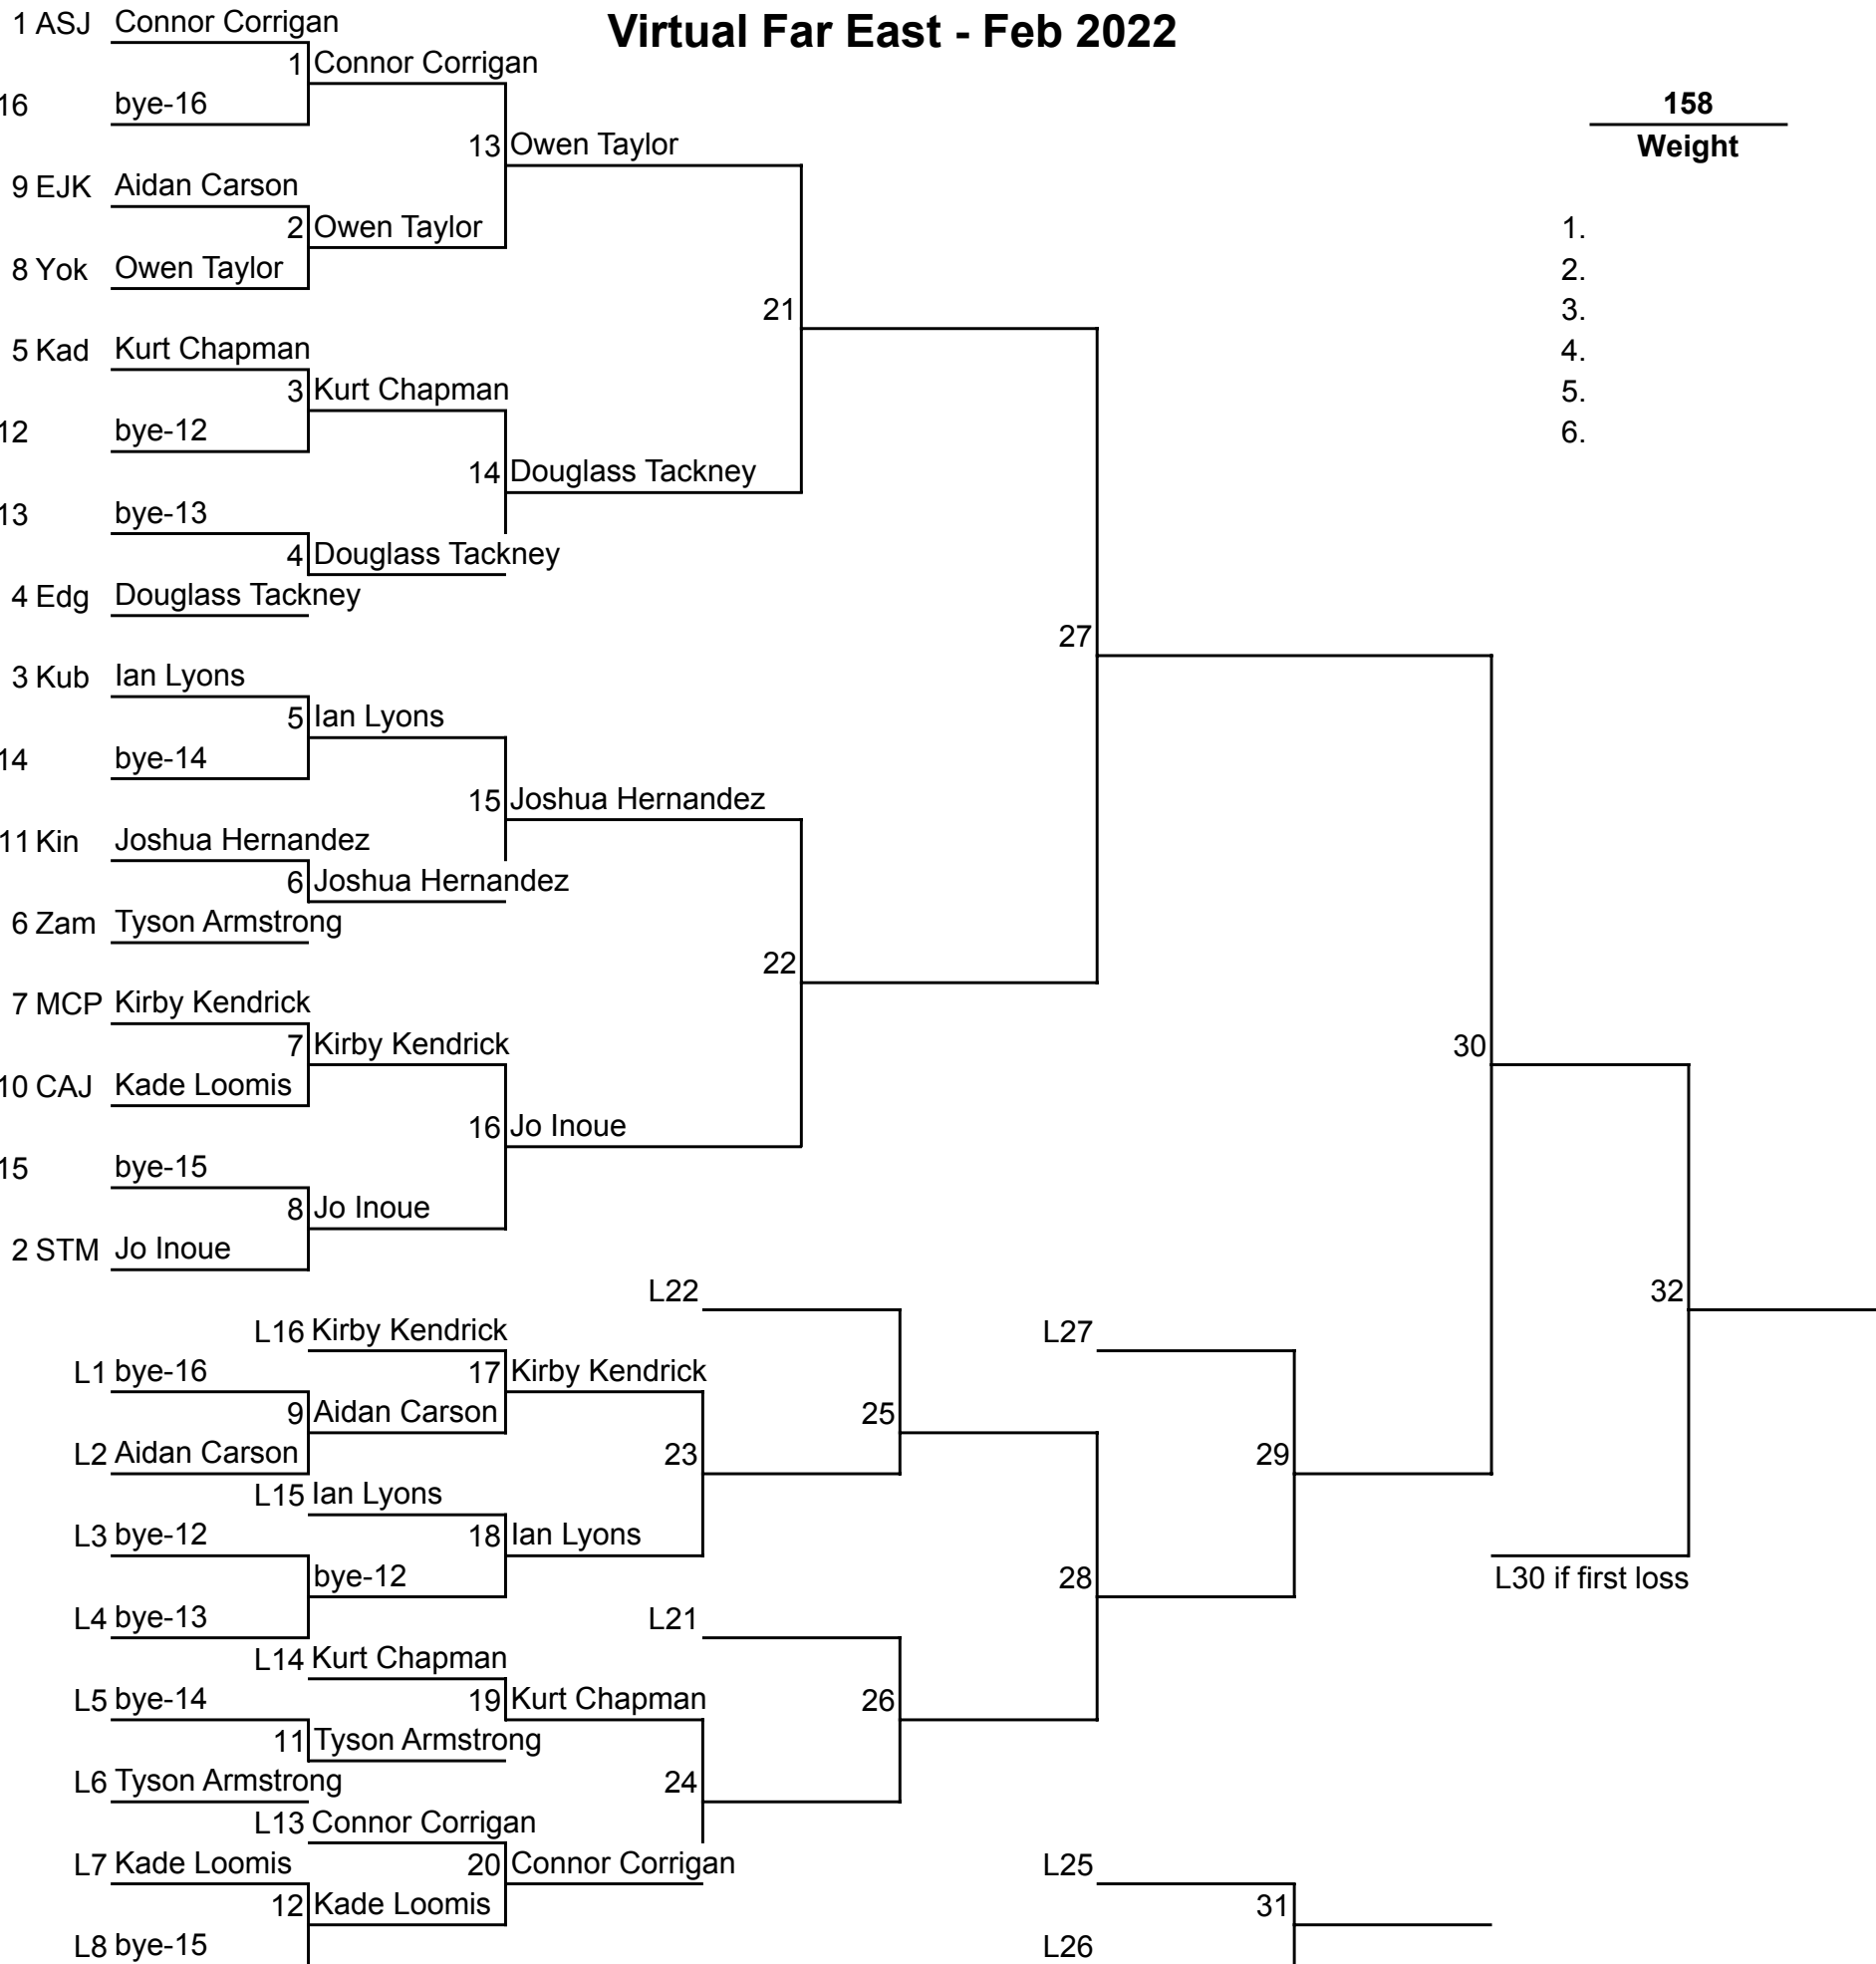 Virtual Far East - Feb 2022
158
Weight
1.
2.
3.
4.
5.
6.
1 ASJ Connor Corrigan
1 Connor Corrigan
16 bye-16
13 Owen Taylor
9 EJK Aidan Carson
2 Owen Taylor
8 Yok Owen Taylor
21
5 Kad Kurt Chapman
3 Kurt Chapman
12 bye-12
14 Douglass Tackney
13 bye-13
4 Douglass Tackney
4 Edg Douglass Tackney
27
3 Kub Ian Lyons
5 Ian Lyons
14 bye-14
15 Joshua Hernandez
11 Kin Joshua Hernandez
6 Joshua Hernandez
6 Zam Tyson Armstrong
22
7 MCP Kirby Kendrick
7 Kirby Kendrick
30
10 CAJ Kade Loomis
16 Jo Inoue
15 bye-15
8 Jo Inoue
2 STM Jo Inoue
L22
32
L16 Kirby Kendrick
L27
L1 bye-16
17 Kirby Kendrick
9 Aidan Carson
25
L2 Aidan Carson
23
29
L15 Ian Lyons
L3 bye-12
18 Ian Lyons
bye-12
28
L30 if first loss
L4 bye-13
L21
L14 Kurt Chapman
L5 bye-14
19 Kurt Chapman
26
11 Tyson Armstrong
L6 Tyson Armstrong
24
L13 Connor Corrigan
L7 Kade Loomis
20 Connor Corrigan
L25
12 Kade Loomis
31
L8 bye-15
L26